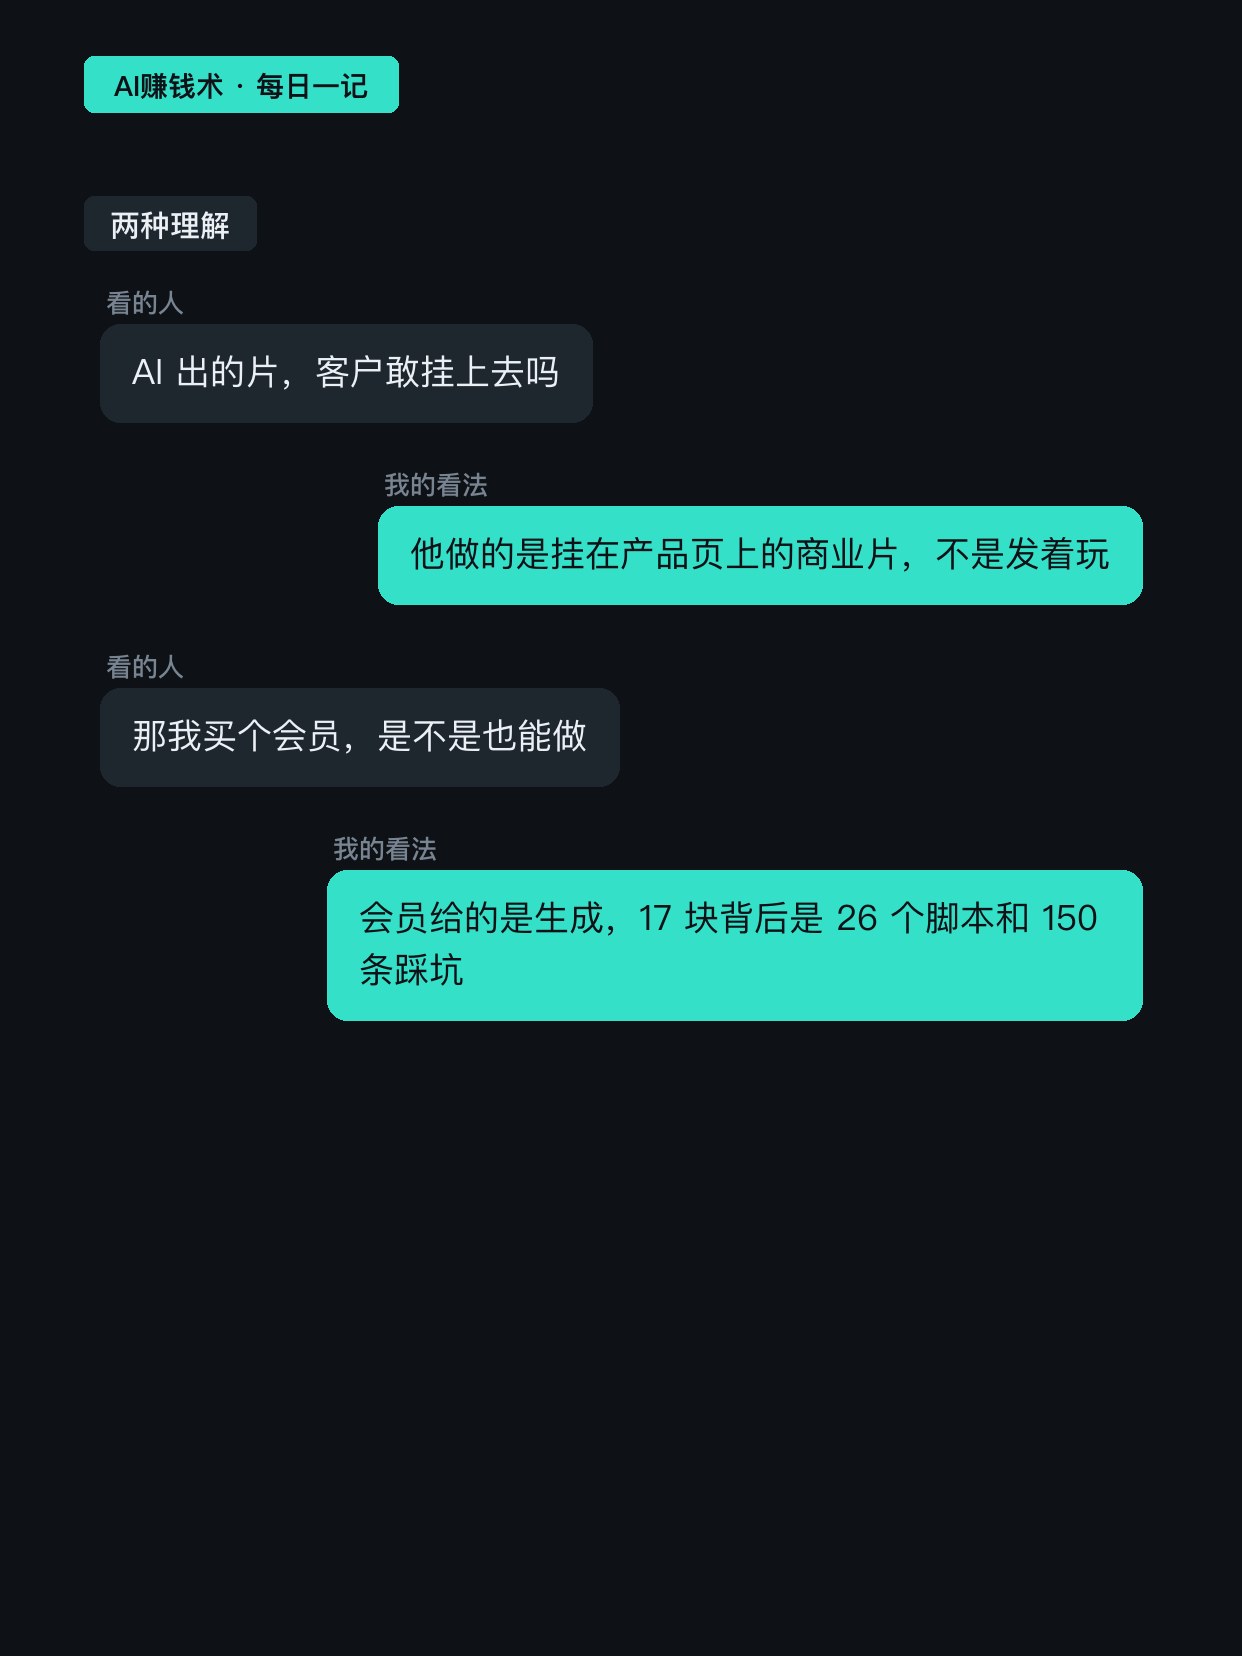 AI赚钱术 · 每日一记
两种理解
看的人
AI 出的片，客户敢挂上去吗
我的看法
他做的是挂在产品页上的商业片，不是发着玩
看的人
那我买个会员，是不是也能做
我的看法
会员给的是生成，17 块背后是 26 个脚本和 150
条踩坑